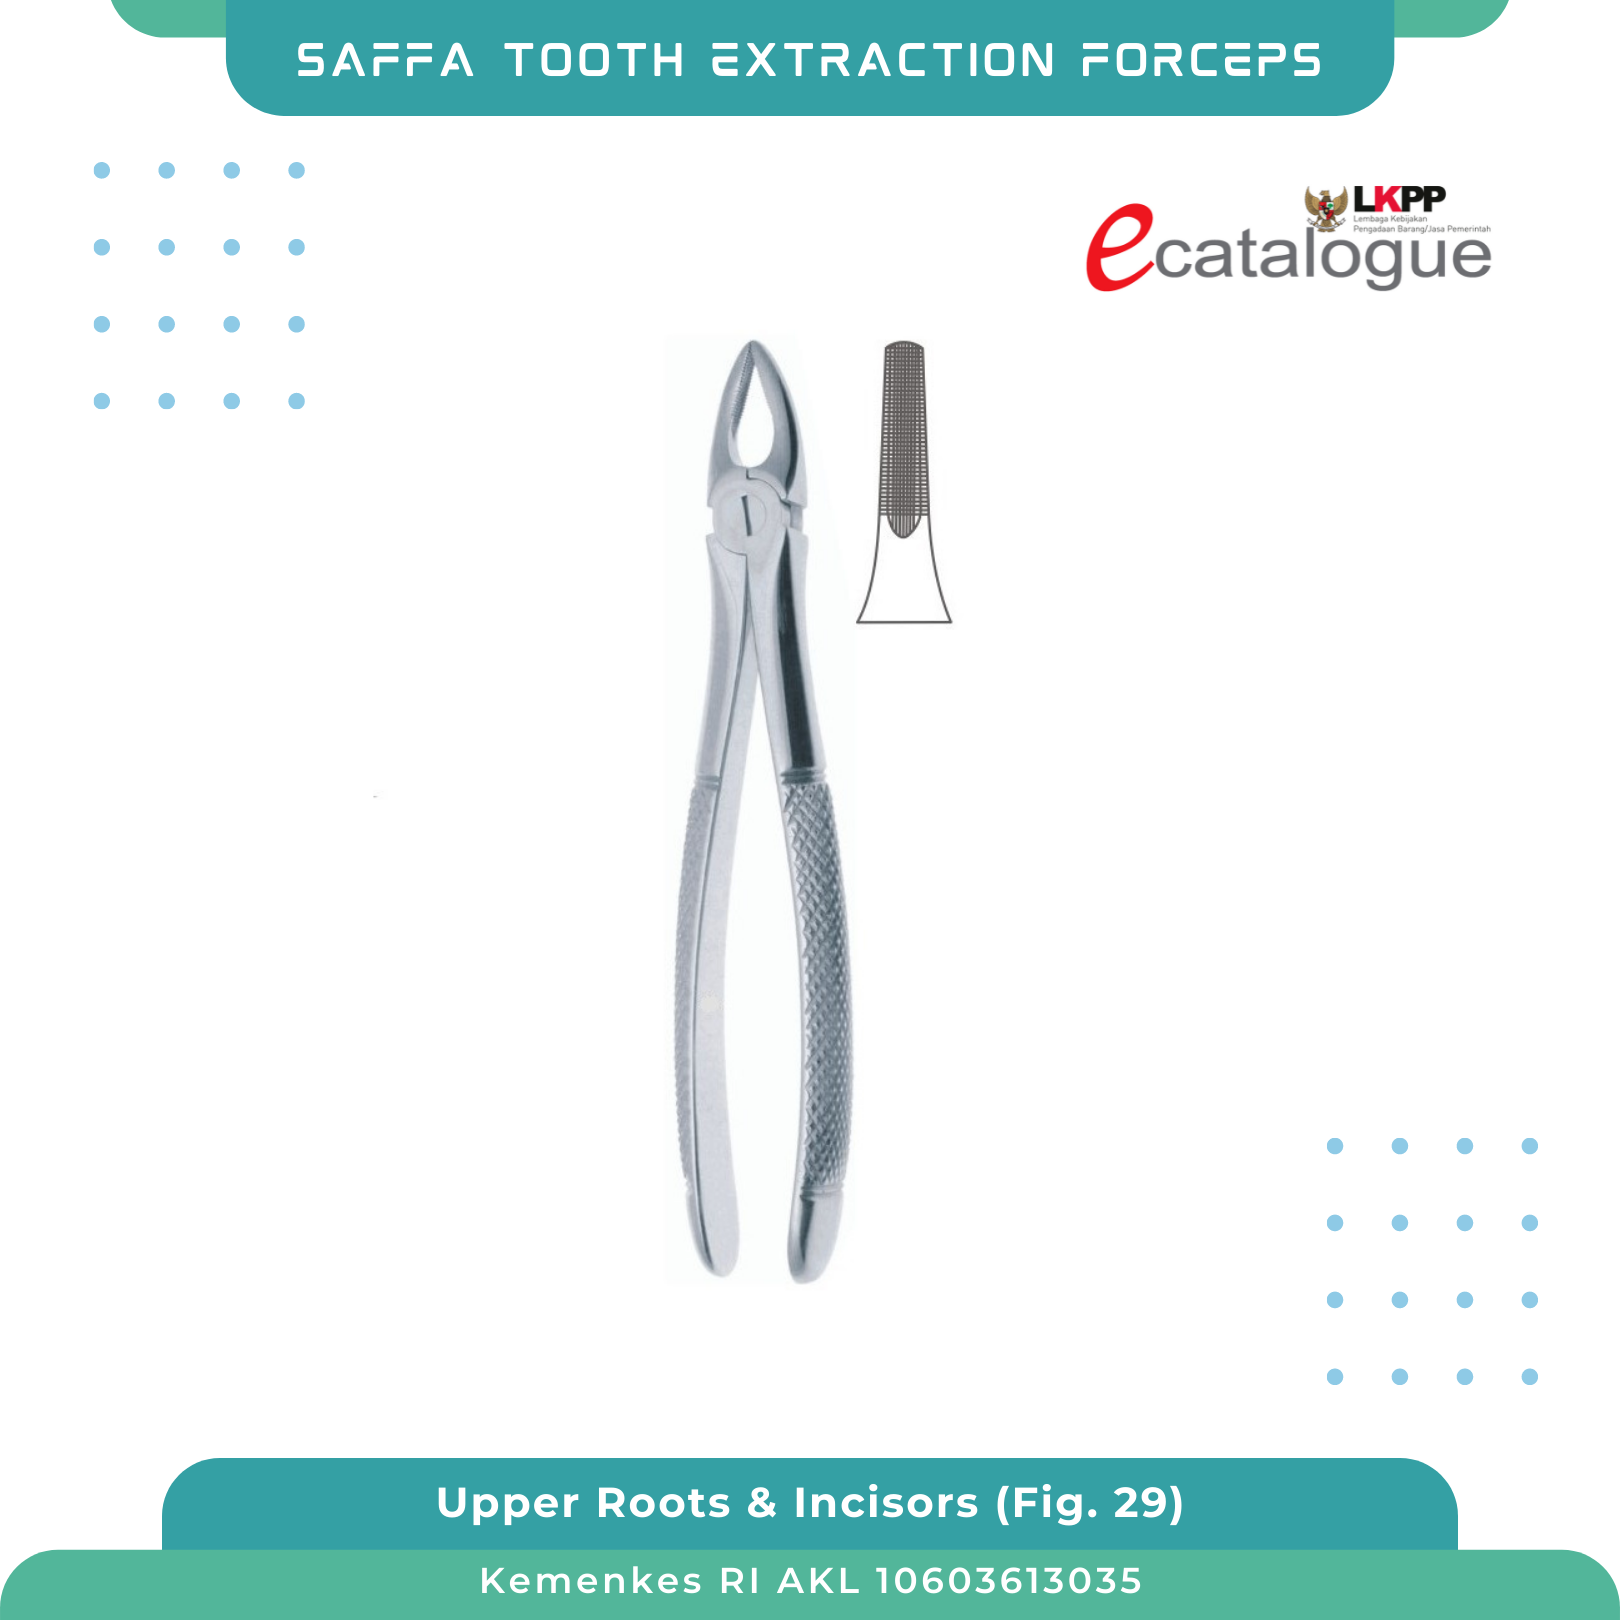 SAFFA TOOTH EXTRACTION FORCEPS
LKPP
Lembaga Kebijakan
Pengadaan Barang/Jasa Pemerintah
ecatalogue
Upper Roots & Incisors (Fig. 29)
Kemenkes RI AKL 10603613035